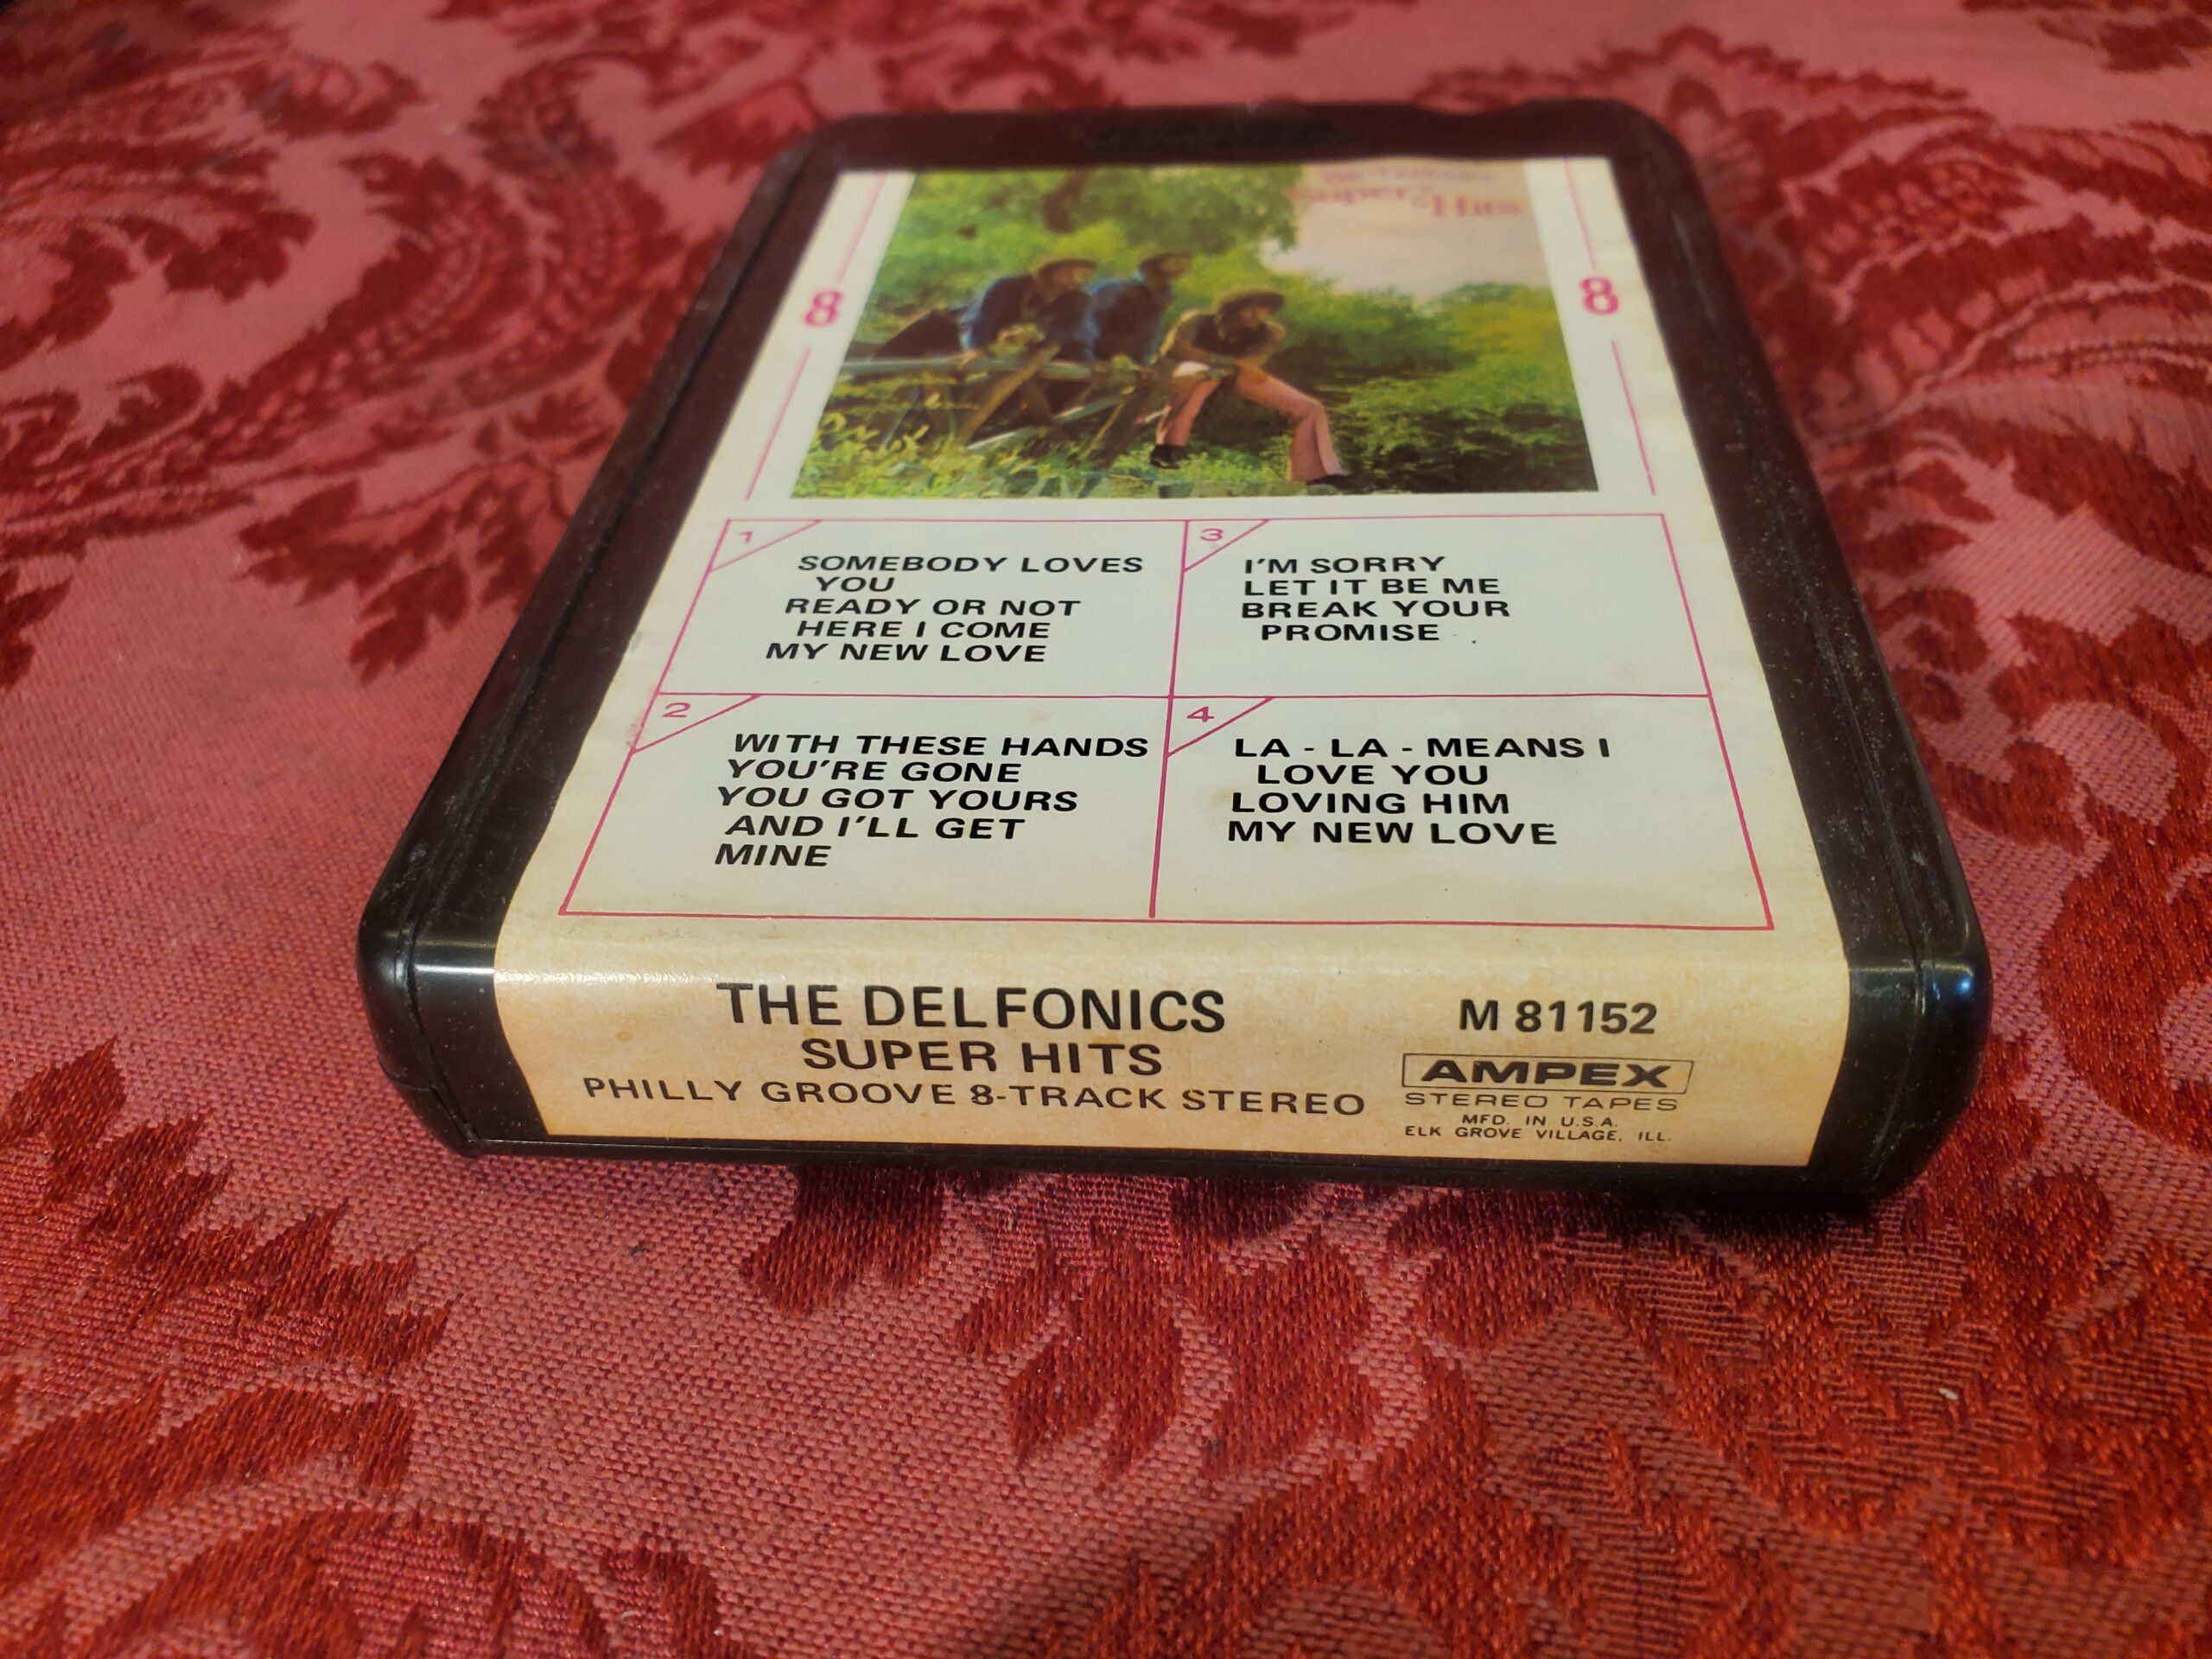 Super Hits
8
8
1
SOMEBODY LOVES
YOU
READY OR NOT
HERE I COME
MY NEW LOVE
3
I'M SORRY
LET IT BE ME
BREAK YOUR
PROMISE
2
WITH THESE HANDS
YOU'RE GONE
YOU GOT YOURS
AND I'LL GET
MINE
4
LA - LA - MEANS I
LOVE YOU
LOVING HIM
MY NEW LOVE
THE DELFONICS
SUPER HITS
PHILLY GROOVE 8-TRACK STEREO
M 81152
AMPEX
STEREO TAPES
MFD. IN U.S.A.
ELK GROVE VILLAGE, ILL.